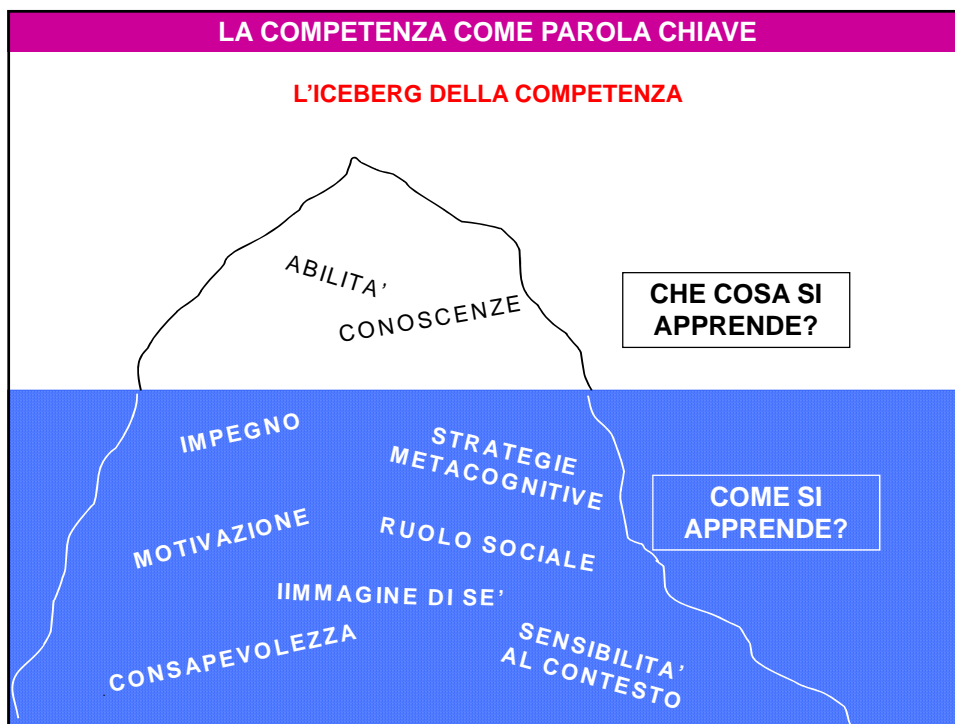 LA COMPETENZA COME PAROLA CHIAVE
L'ICEBERG DELLA COMPETENZA
ABILITA'
CONOSCENZE
CHE COSA SI
APPRENDE?
IMPEGNO
STRATEGIE
METACOGNITIVE
COME SI
APPRENDE?
MOTIVAZIONE
RUOLO SOCIALE
IIMMAGINE DI SE'
CONSAPEVOLEZZA
SENSIBILITA'
AL CONTESTO